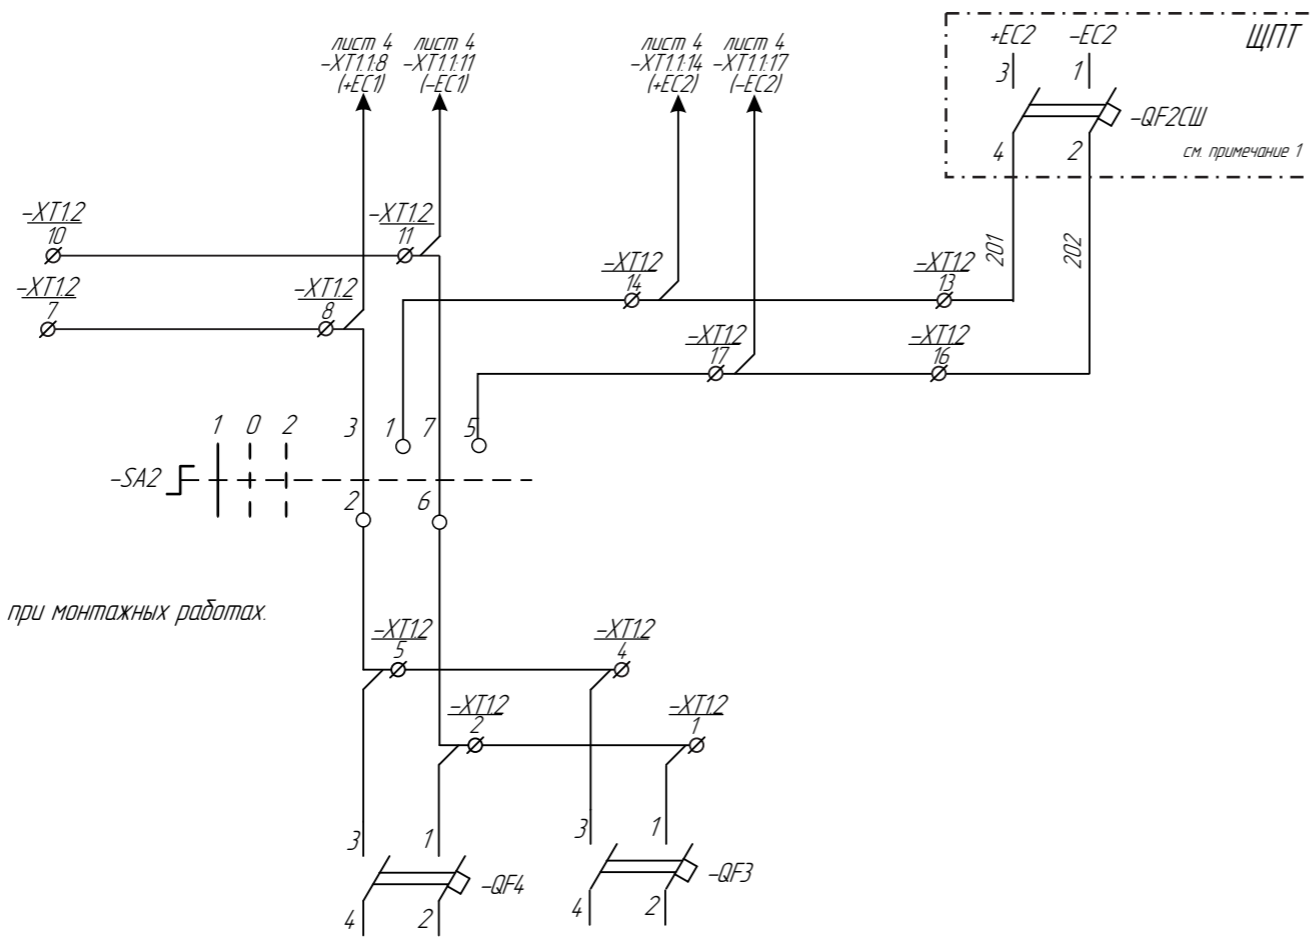 лист 4
-XT1.1:8
(+EC1)
лист 4
-XT1.1:11
(-EC1)
лист 4
-XT1.1:14
(+EC2)
лист 4
-XT1.1:17
(-EC2)
+EC2
-EC2
ЩПТ
3
1
-QF2СШ
4
2
см. примечание 1
-XT1.2
10
-XT1.2
11
201
202
-XT1.2
14
-XT1.2
13
-XT1.2
7
-XT1.2
8
-XT1.2
17
-XT1.2
16
1 0 2
3
1
7
5
-SA2
2
6
при монтажных работах.
-XT1.2
5
-XT1.2
4
-XT1.2
2
-XT1.2
1
3
1
3
1
-QF4
-QF3
4
2
4
2